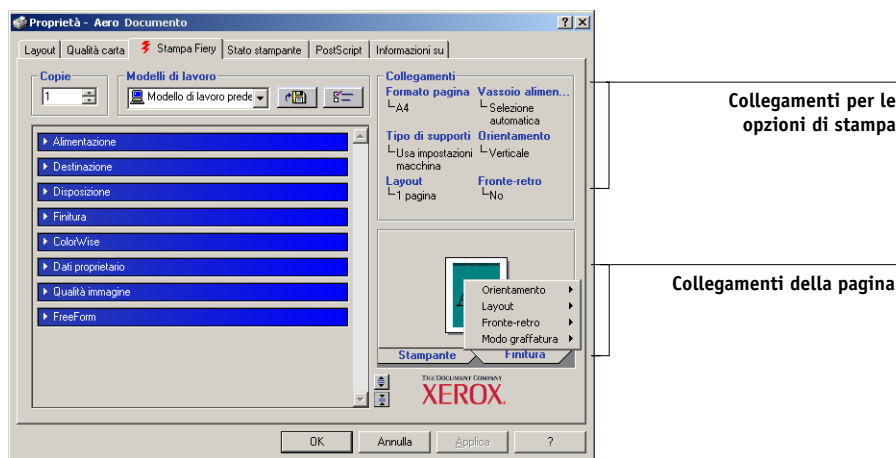 Proprietà - Aero Documento
Layout
Qualità carta
Stampa Fiery
Stato stampante
PostScript
Informazioni su
Copie
1
Modelli di lavoro
Modello di lavoro prede
Alimentazione
Destinazione
Disposizione
Finitura
ColorWise
Dati proprietario
Qualità immagine
FreeForm
Collegamenti
Formato pagina
A4
Vassoio alimen...
Selezione
automatica
Tipo di supporti
Usa impostazioni
macchina
Orientamento
Verticale
Layout
1 pagina
Fronte-retro
No
Orientamento
Layout
Fronte-retro
Modo graffatura
Stampante
Finitura
THE DOCUMENT COMPANY
XEROX.
OK
Annulla
Applica
?
Collegamenti per le
opzioni di stampa
Collegamenti della pagina